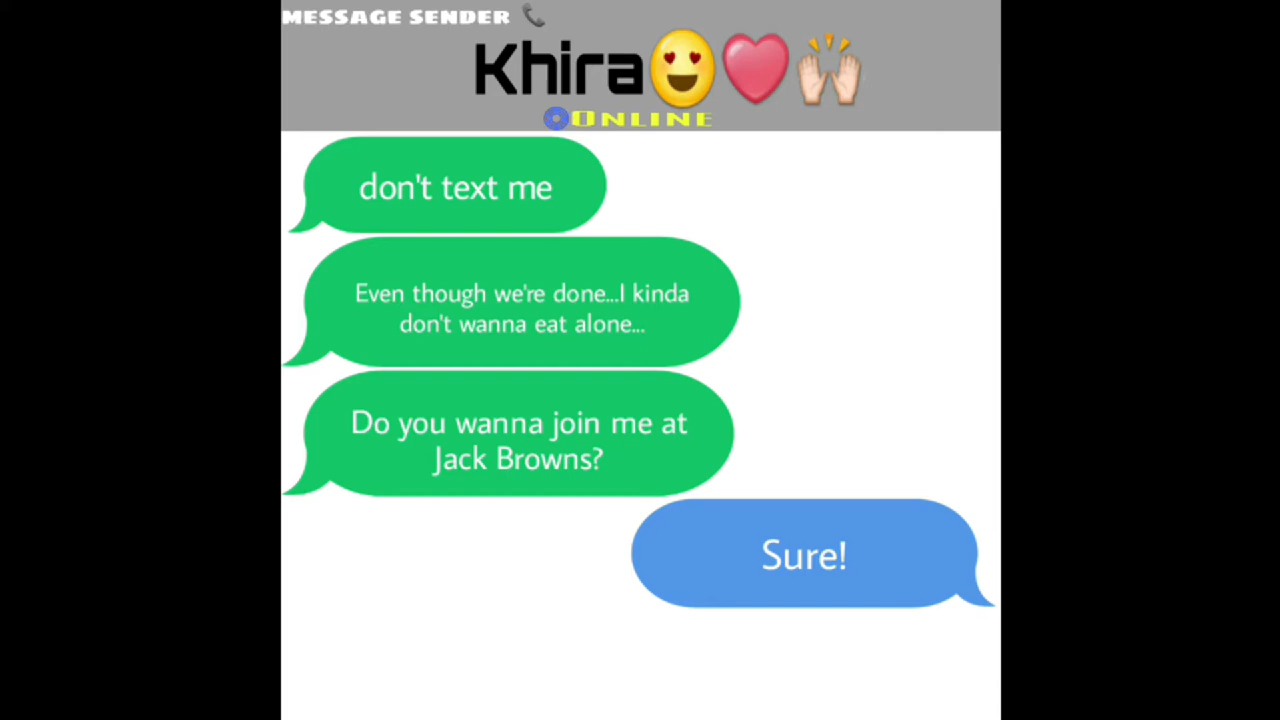 MESSAGE SENDER 📞
Khira😍❤️🙌
ONLINE
don't text me
Even though we're done...I kinda
don't wanna eat alone...
Do you wanna join me at
Jack Browns?
Sure!